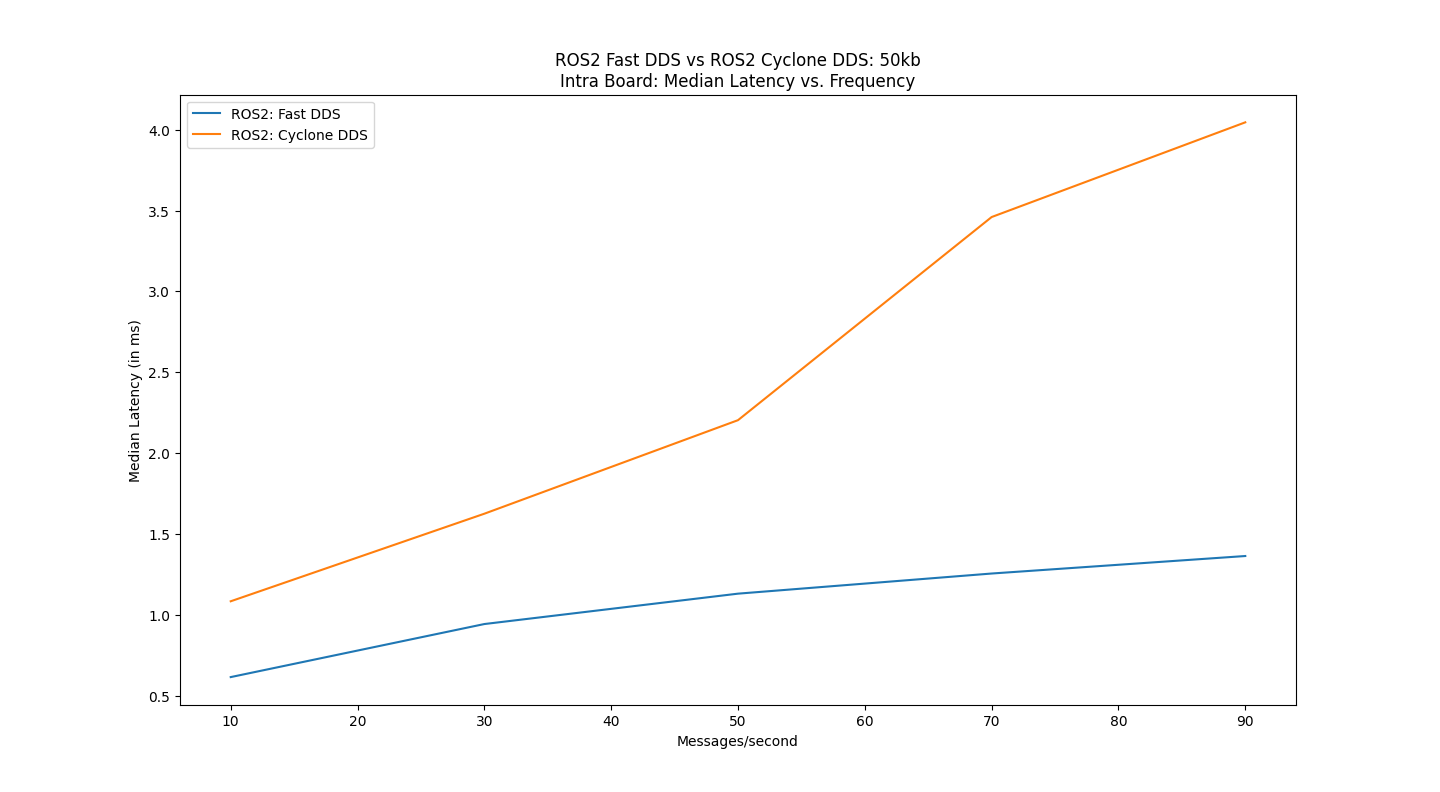 ROS2 Fast DDS vs ROS2 Cyclone DDS: 50kb
Intra Board: Median Latency vs. Frequency
ROS2: Fast DDS
ROS2: Cyclone DDS
4.0
3.5
3.0
2.5
2.0
1.5
1.0
0.5
Median Latency (in ms)
10 20 30 40 50 60 70 80 90
Messages/second